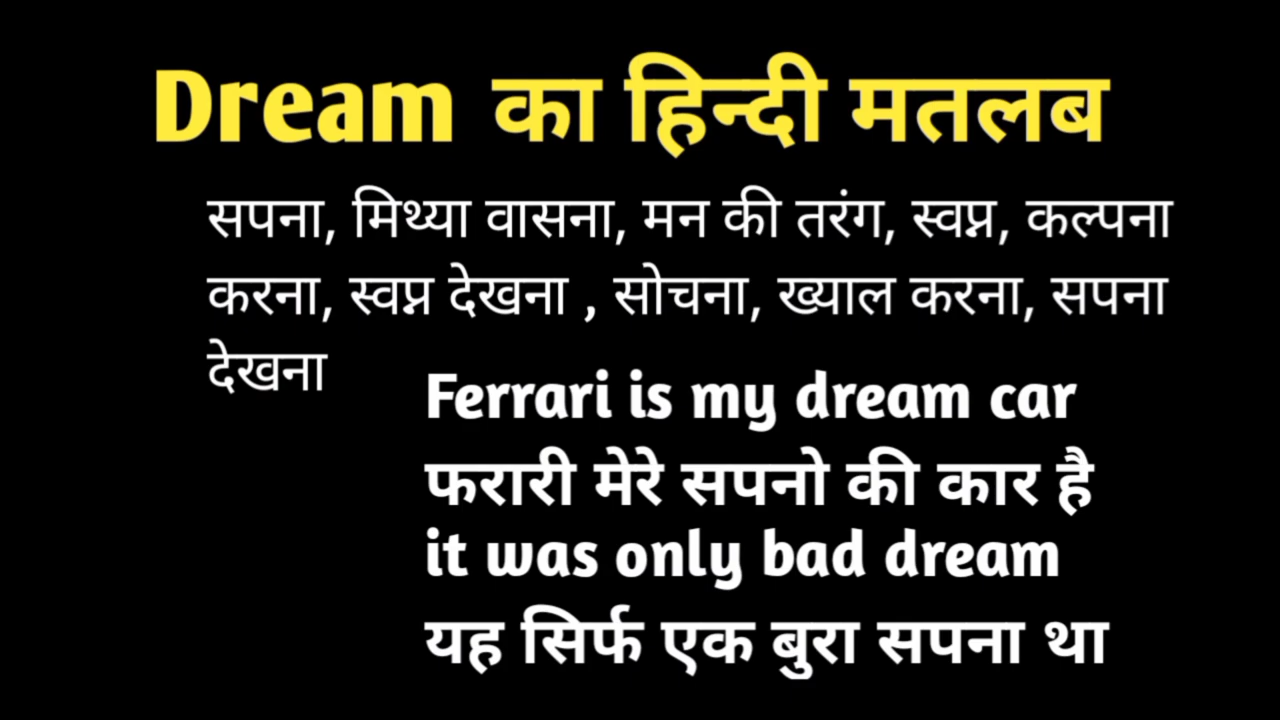 Dream का हिन्दी मतलब
सपना, मिथ्या वासना, मन की तरंग, स्वप्न, कल्पना
करना, स्वप्न देखना , सोचना, ख्याल करना, सपना
देखना
Ferrari is my dream car
फरारी मेरे सपनो की कार है
it was only bad dream
यह सिर्फ एक बुरा सपना था